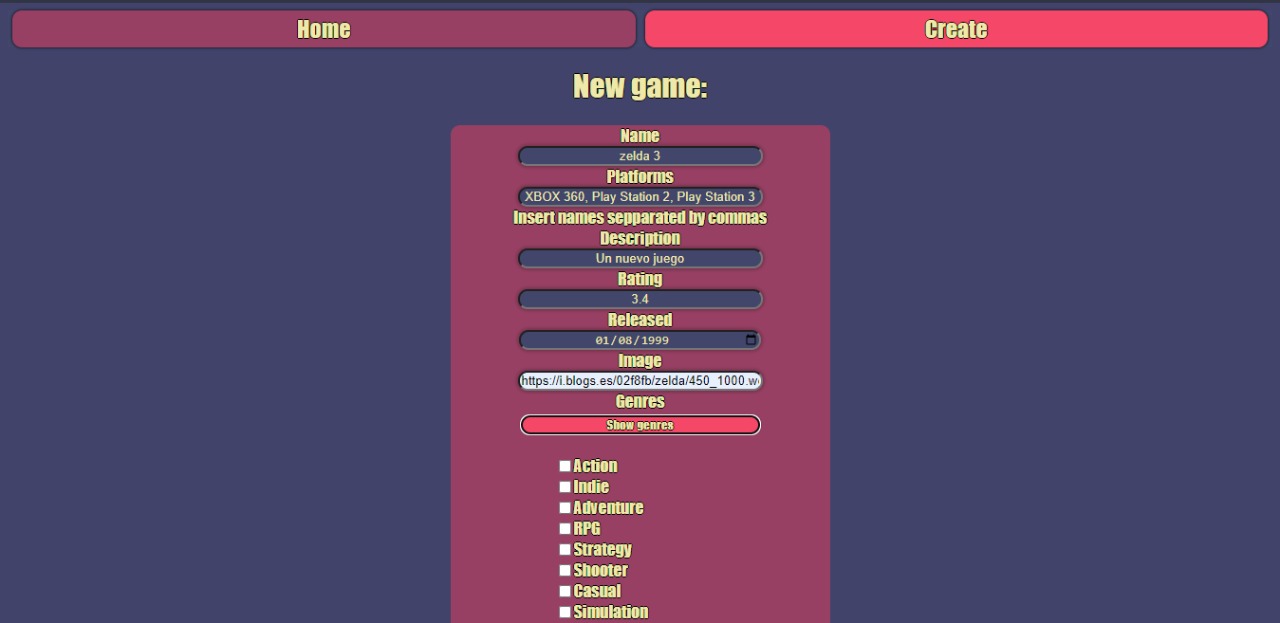 Home
Create
New game:
Name
zelda 3
Platforms
XBOX 360, Play Station 2, Play Station 3
Insert names sepparated by commas
Description
Un nuevo juego
Rating
3.4
Released
01/08/1999
Image
https://i.blogs.es/02f8fb/zelda/450_1000.w
Genres
Show genres
Action
Indie
Adventure
RPG
Strategy
Shooter
Casual
Simulation